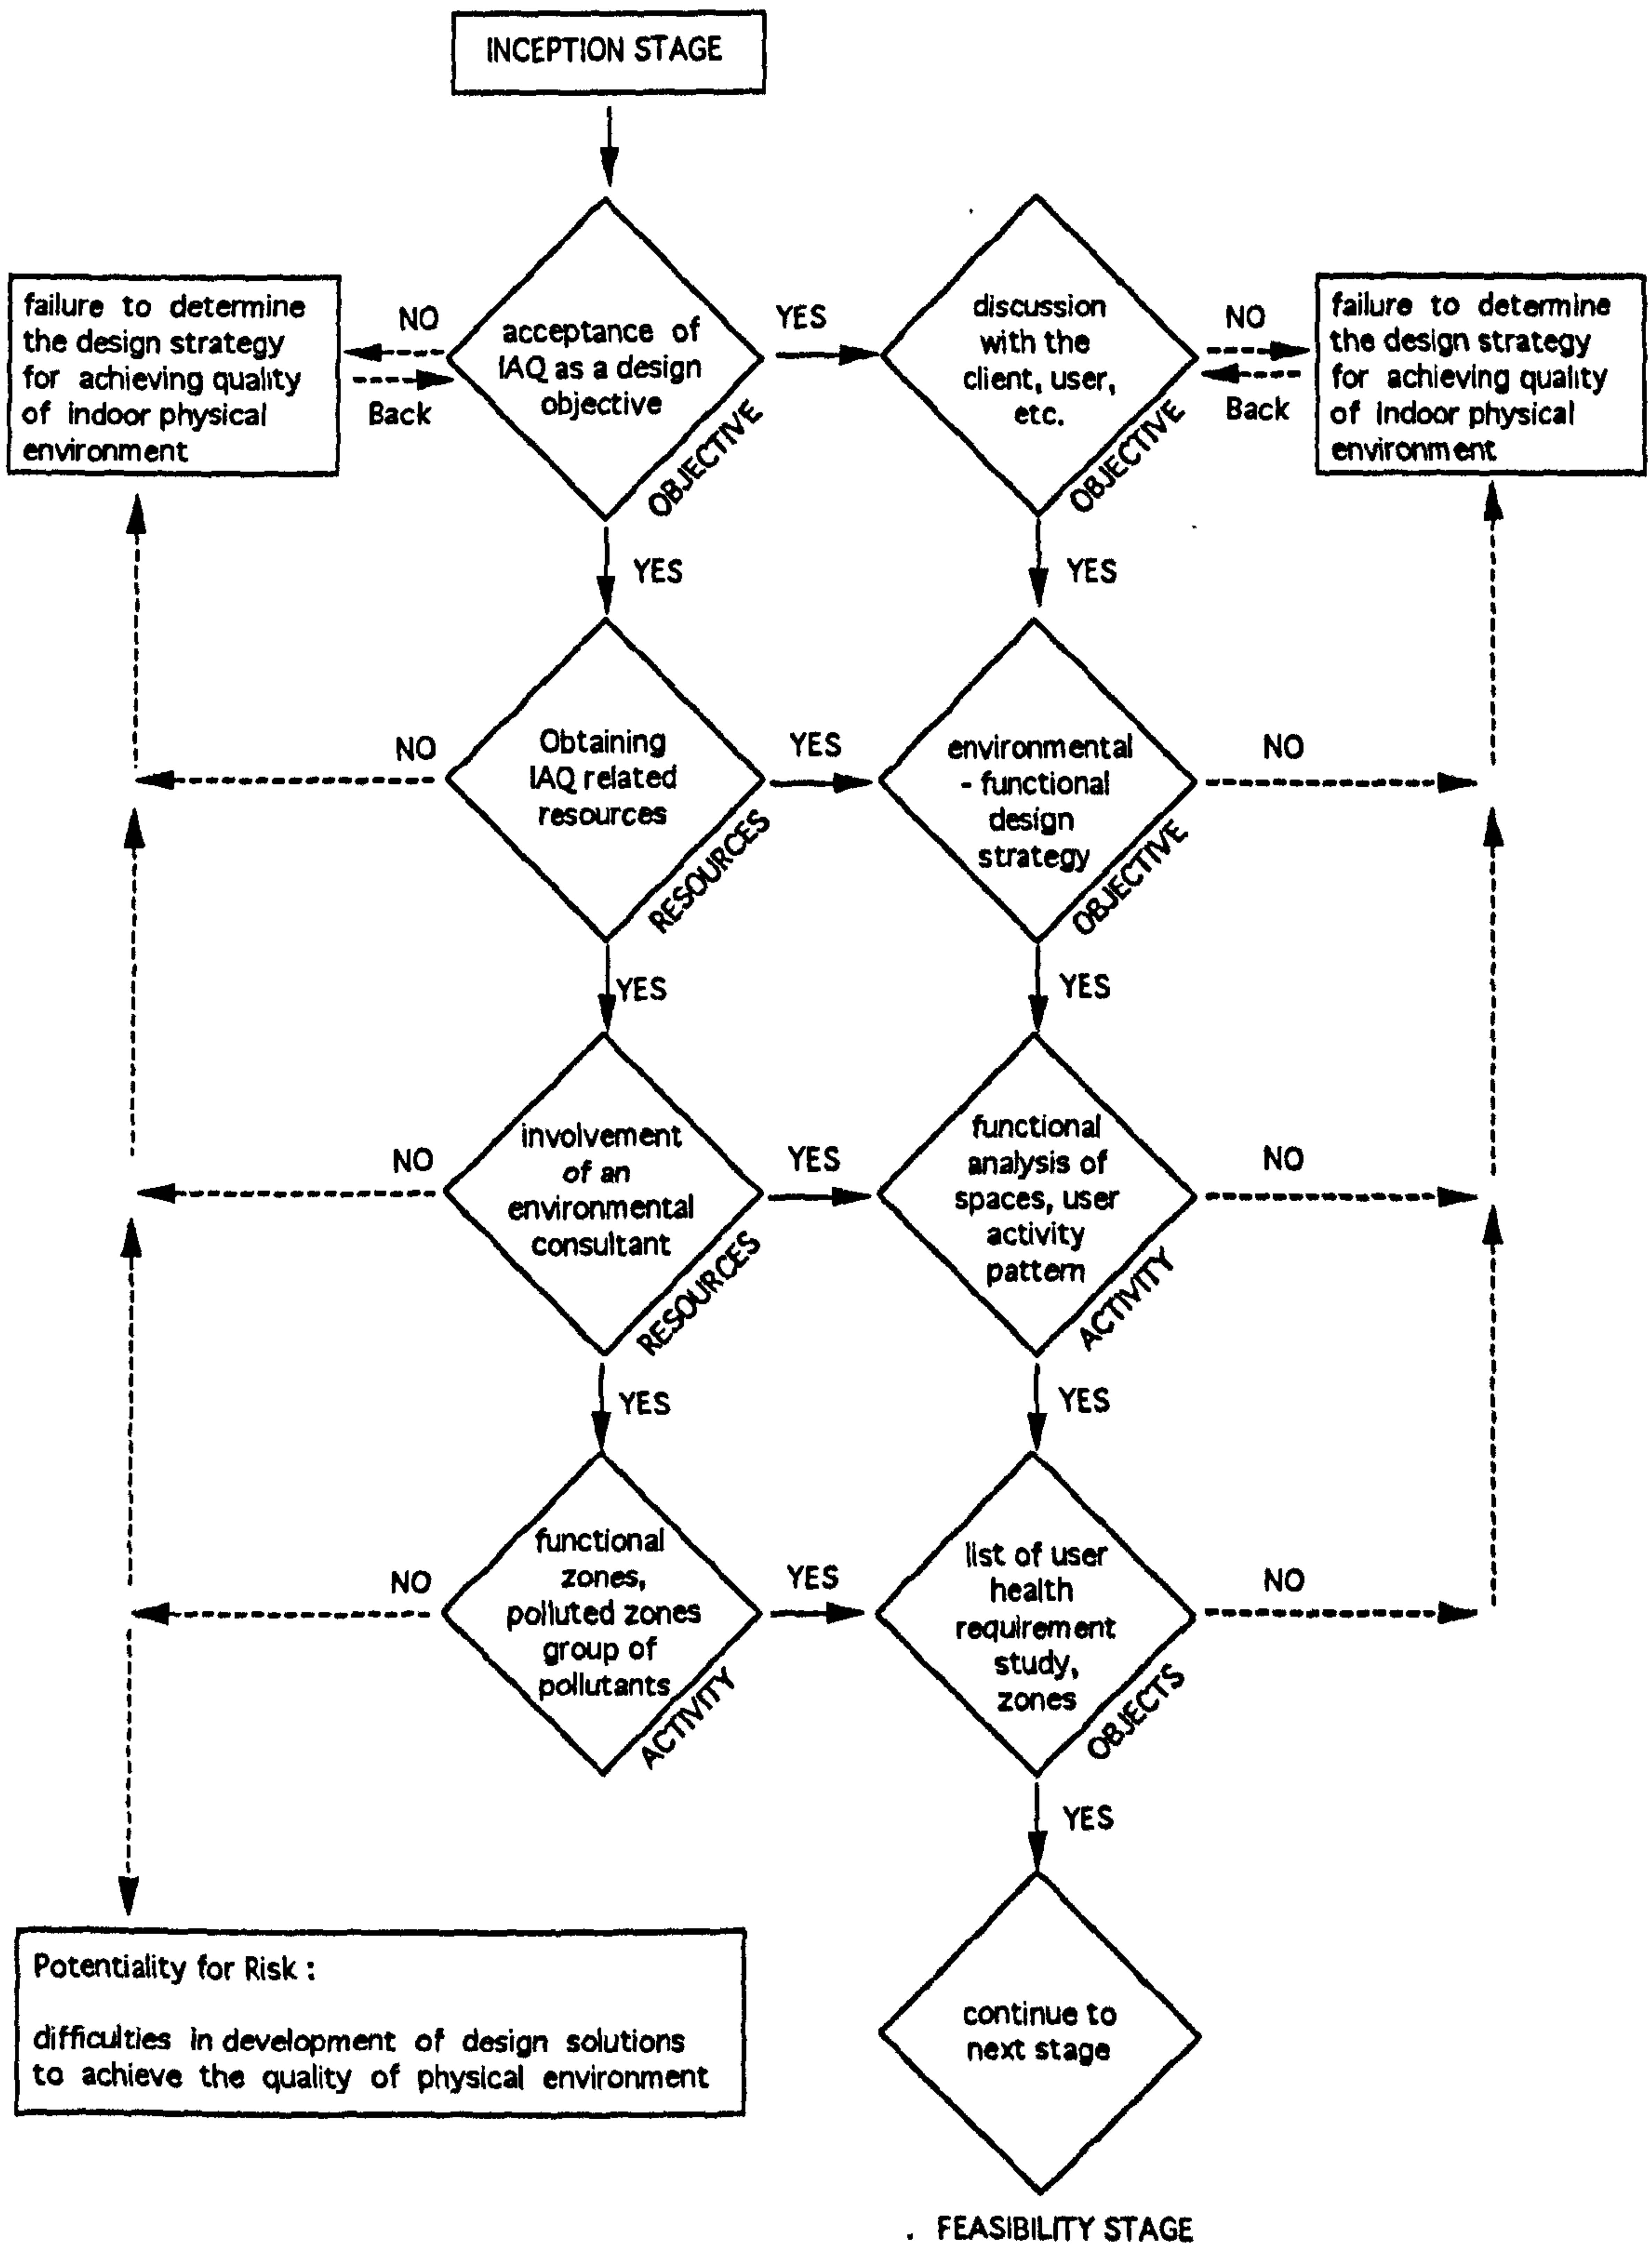 INCEPTION STAGE
failure to determine
the design strategy
for achieving quality
of indoor physical
environment
NO
Back
acceptance of
IAQ as a design
objective
OBJECTIVE
YES
discussion
with the
client, user,
etc.
OBJECTIVE
NO
Back
failure to determine
the design strategy
for achieving quality
of indoor physical
environment
YES
YES
NO
Obtaining
IAQ related
resources
RESOURCES
YES
environmental
- functional
design
strategy
OBJECTIVE
NO
YES
YES
NO
involvement
of an
environmental
consultant
RESOURCES
YES
functional
analysis of
spaces, user
activity
pattern
ACTIVITY
NO
YES
YES
NO
functional
zones,
polluted zones
group of
pollutants
ACTIVITY
YES
list of user
health
requirement
study,
zones
OBJECTS
NO
YES
Potentiality for Risk :
difficulties in development of design solutions
to achieve the quality of physical environment
continue to
next stage
. FEASIBILITY STAGE